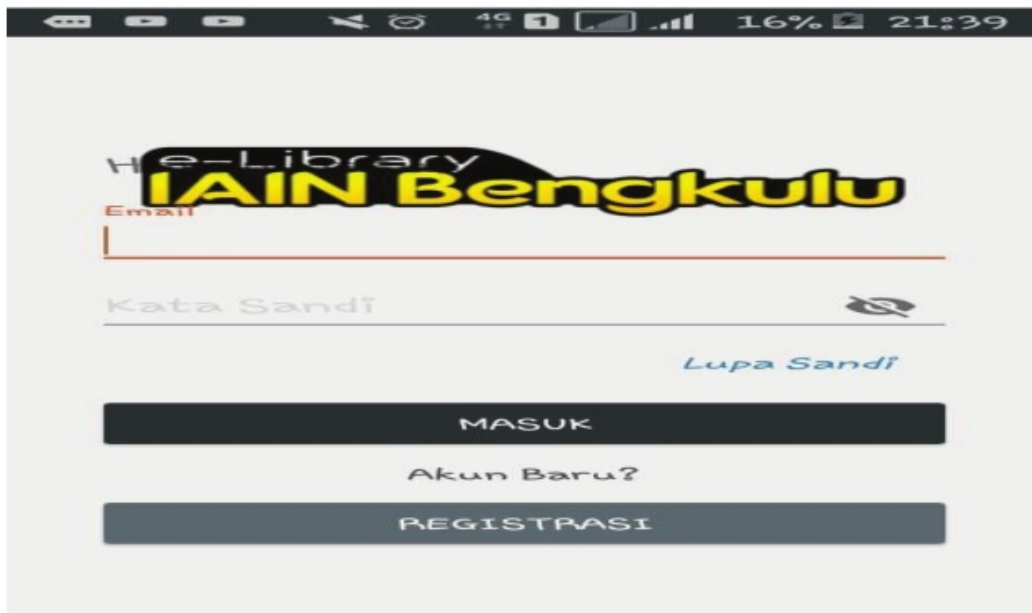 4G 1 16% 21:39
e-Library
IAIN Bengkulu
Email
Kata Sandi
Lupa Sandi
MASUK
Akun Baru?
REGISTRASI